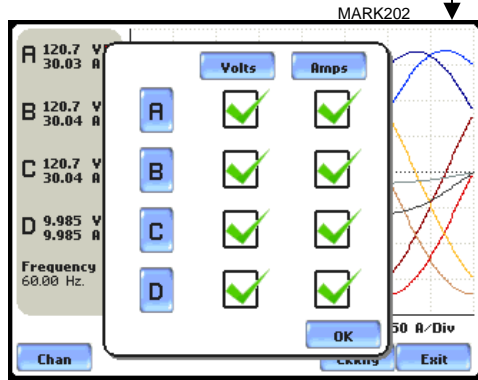 MARK202
A 120.7 V
30.03 A
B 120.7 V
30.04 A
C 120.7 V
30.04 A
D 9.985 V
9.985 A
Frequency
60.00 Hz.
Volts Amps
A
B
C
D
OK
50 A/Div
Chan Exit